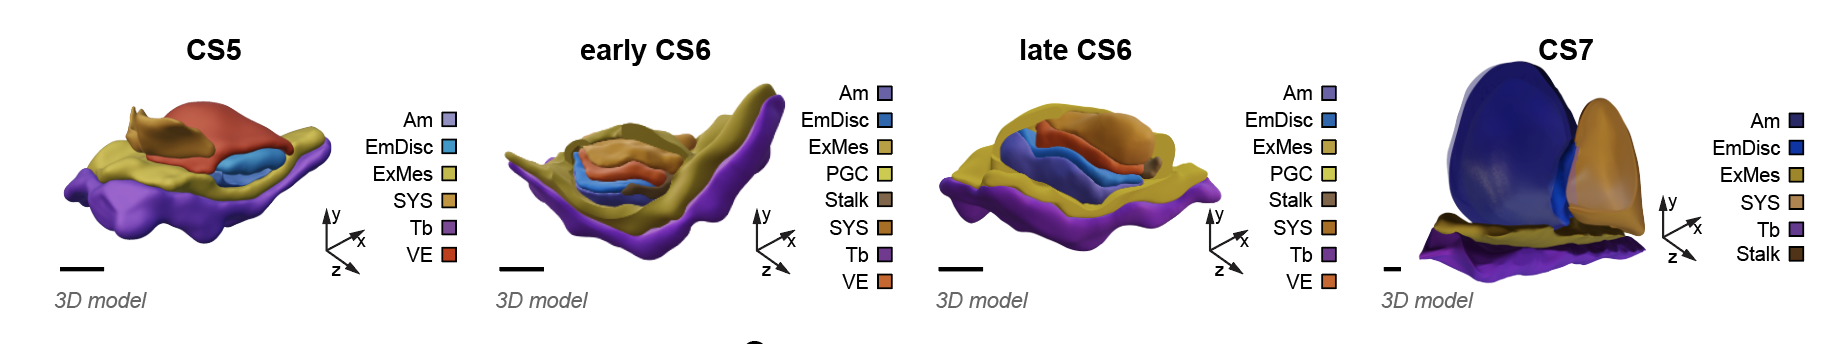 CS5
early CS6
late CS6
CS7
Am
EmDisc
ExMes
SYS
Tb
VE
y
x
z
3D model
Am
EmDisc
ExMes
PGC
Stalk
SYS
Tb
VE
y
x
z
3D model
Am
EmDisc
ExMes
PGC
Stalk
SYS
Tb
VE
y
x
z
3D model
Am
EmDisc
ExMes
SYS
Tb
Stalk
y
x
z
3D model